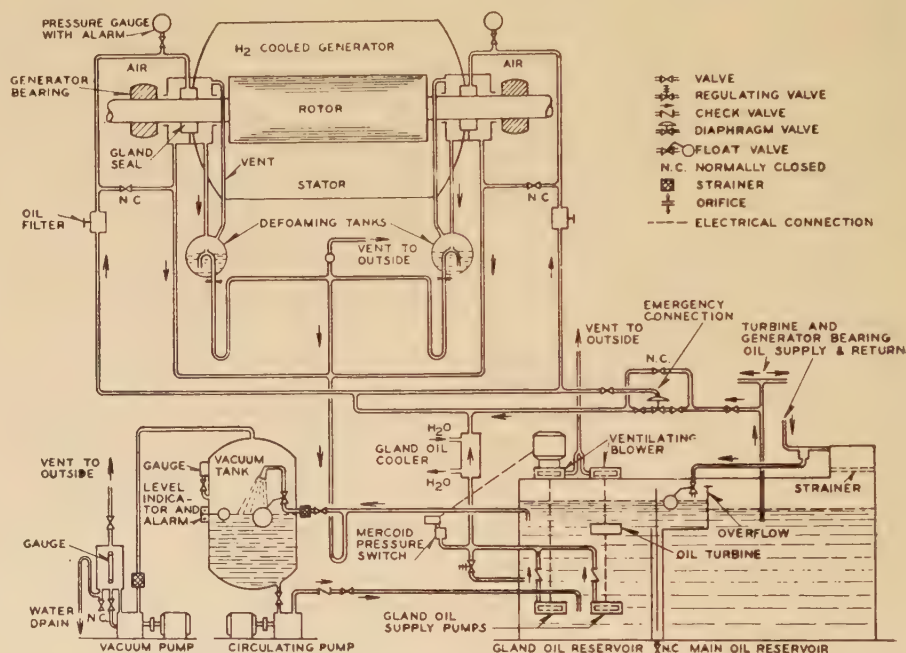 PRESSURE GAUGE
WITH ALARM
H2 COOLED GENERATOR
AIR
AIR
GENERATOR
BEARING
ROTOR
GLAND
SEAL
VENT
STATOR
N C
N C
OIL
FILTER
DEFOAMING TANKS
VENT TO
OUTSIDE
VALVE
REGULATING VALVE
CHECK VALVE
DIAPHRAGM VALVE
FLOAT VALVE
N.C. NORMALLY CLOSED
STRAINER
ORIFICE
ELECTRICAL CONNECTION
EMERGENCY
CONNECTION
VENT TO
OUTSIDE
N.C.
TURBINE AND
GENERATOR BEARING
OIL SUPPLY & RETURN
H2O
GLAND OIL
COOLER
H2O
VENTILATING
BLOWER
STRAINER
VENT TO
OUTSIDE
GAUGE
VACUUM
TANK
LEVEL
INDICA-
TOR AND
ALARM
MERCOID
PRESSURE
SWITCH
OVERFLOW
OIL TURBINE
GAUGE
N.C.
WATER
DRAIN
GLAND OIL
SUPPLY PUMPS
VACUUM PUMP
CIRCULATING PUMP
GLAND OIL RESERVOIR
N.C.
MAIN OIL RESERVOIR